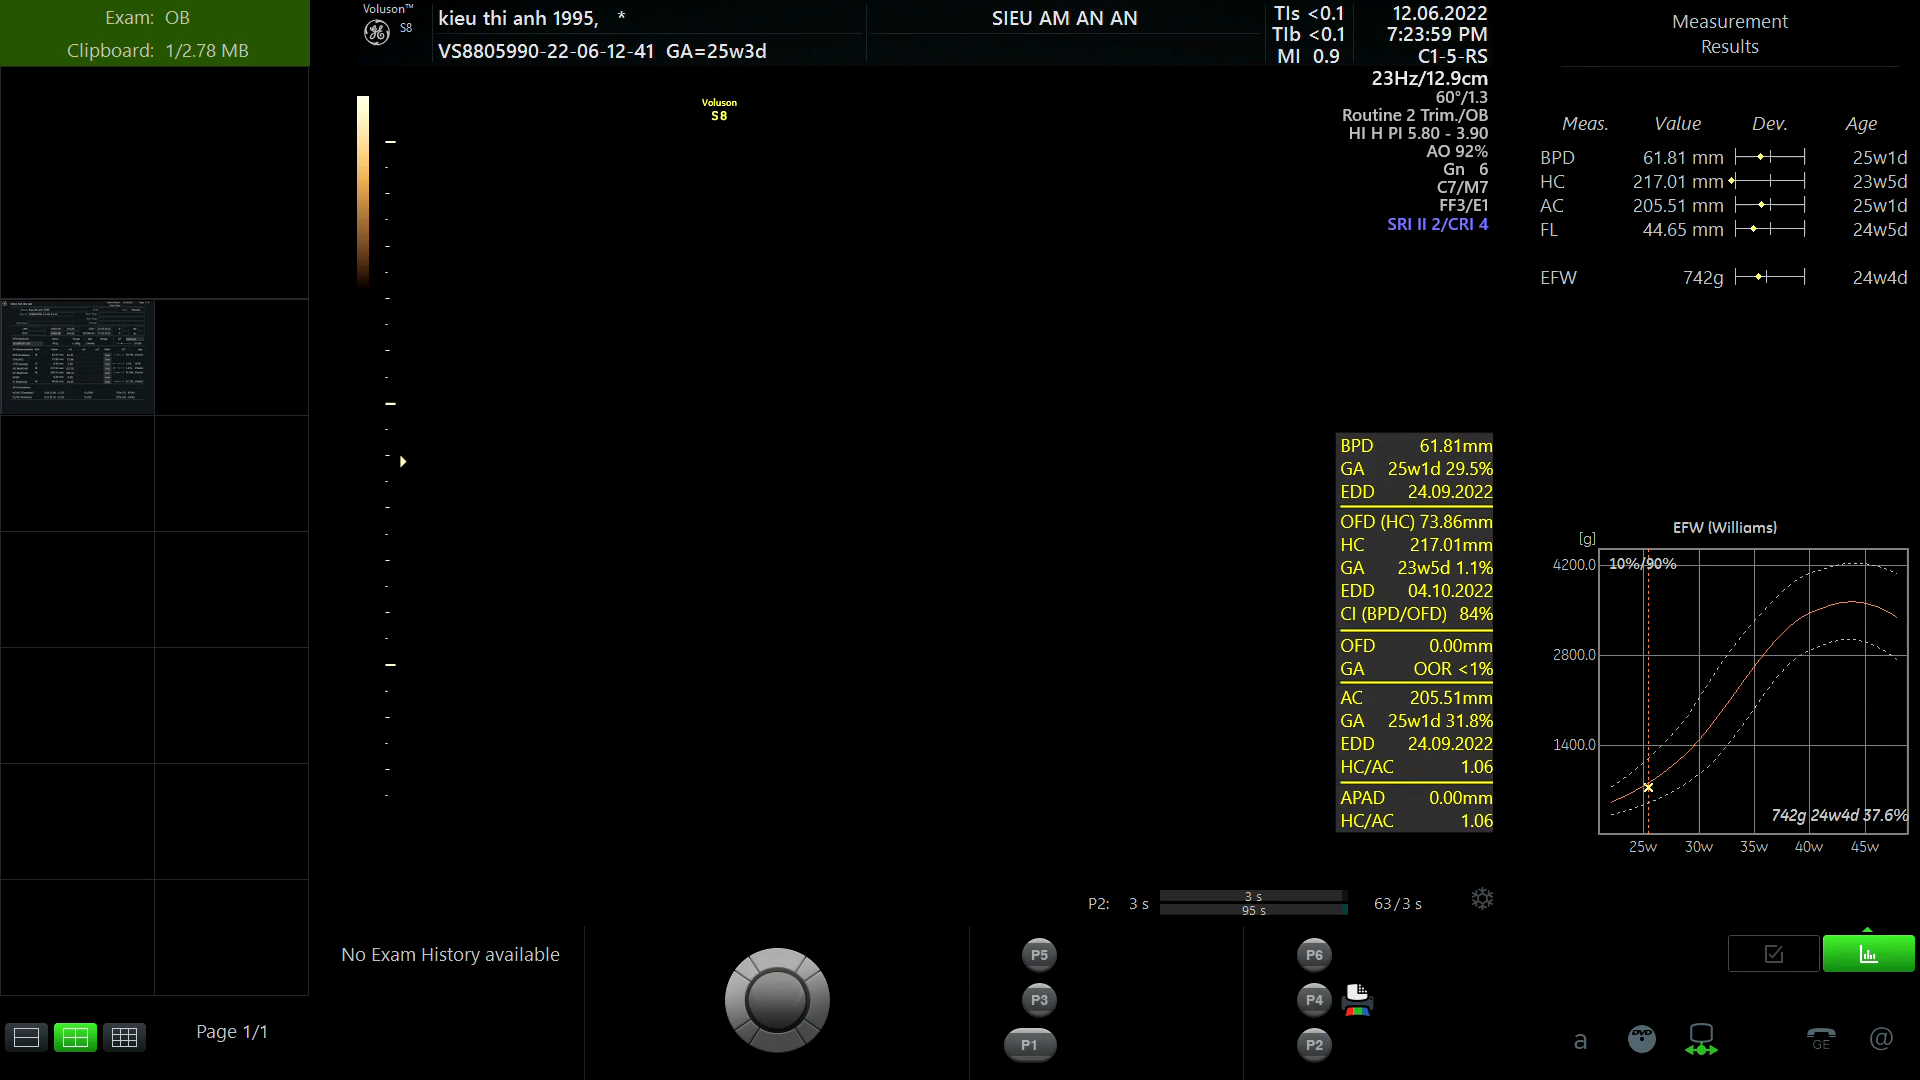 Exam: OB
Clipboard: 1/2.78 MB
Voluson™
S8
kieu thi anh 1995, *
VS8805990-22-06-12-41 GA=25w3d
SIEU AM AN AN
TIs <0.1
TIb <0.1
MI 0.9
12.06.2022
7:23:59 PM
C1-5-RS
23Hz/12.9cm
60°/1.3
Routine 2 Trim./OB
HI H PI 5.80 - 3.90
AO 92%
Gn 6
C7/M7
FF3/E1
SRI II 2/CRI 4
Voluson
S8
Measurement
Results
Meas. Value Dev. Age
BPD 61.81 mm 25w1d
HC 217.01 mm 23w5d
AC 205.51 mm 25w1d
FL 44.65 mm 24w5d
EFW 742g 24w4d
BPD 61.81mm
GA 25w1d 29.5%
EDD 24.09.2022
OFD (HC) 73.86mm
HC 217.01mm
GA 23w5d 1.1%
EDD 04.10.2022
CI (BPD/OFD) 84%
OFD 0.00mm
GA OOR <1%
AC 205.51mm
GA 25w1d 31.8%
EDD 24.09.2022
HC/AC 1.06
APAD 0.00mm
HC/AC 1.06
EFW (Williams)
[g]
10%/90%
4200.0
2800.0
1400.0
742g 24w4d 37.6%
25w 30w 35w 40w 45w
P2: 3 s
3 s
95 s
63/3 s
No Exam History available
P5
P3
P1
P6
P4
P2
Page 1/1
a
DVD
GE
@